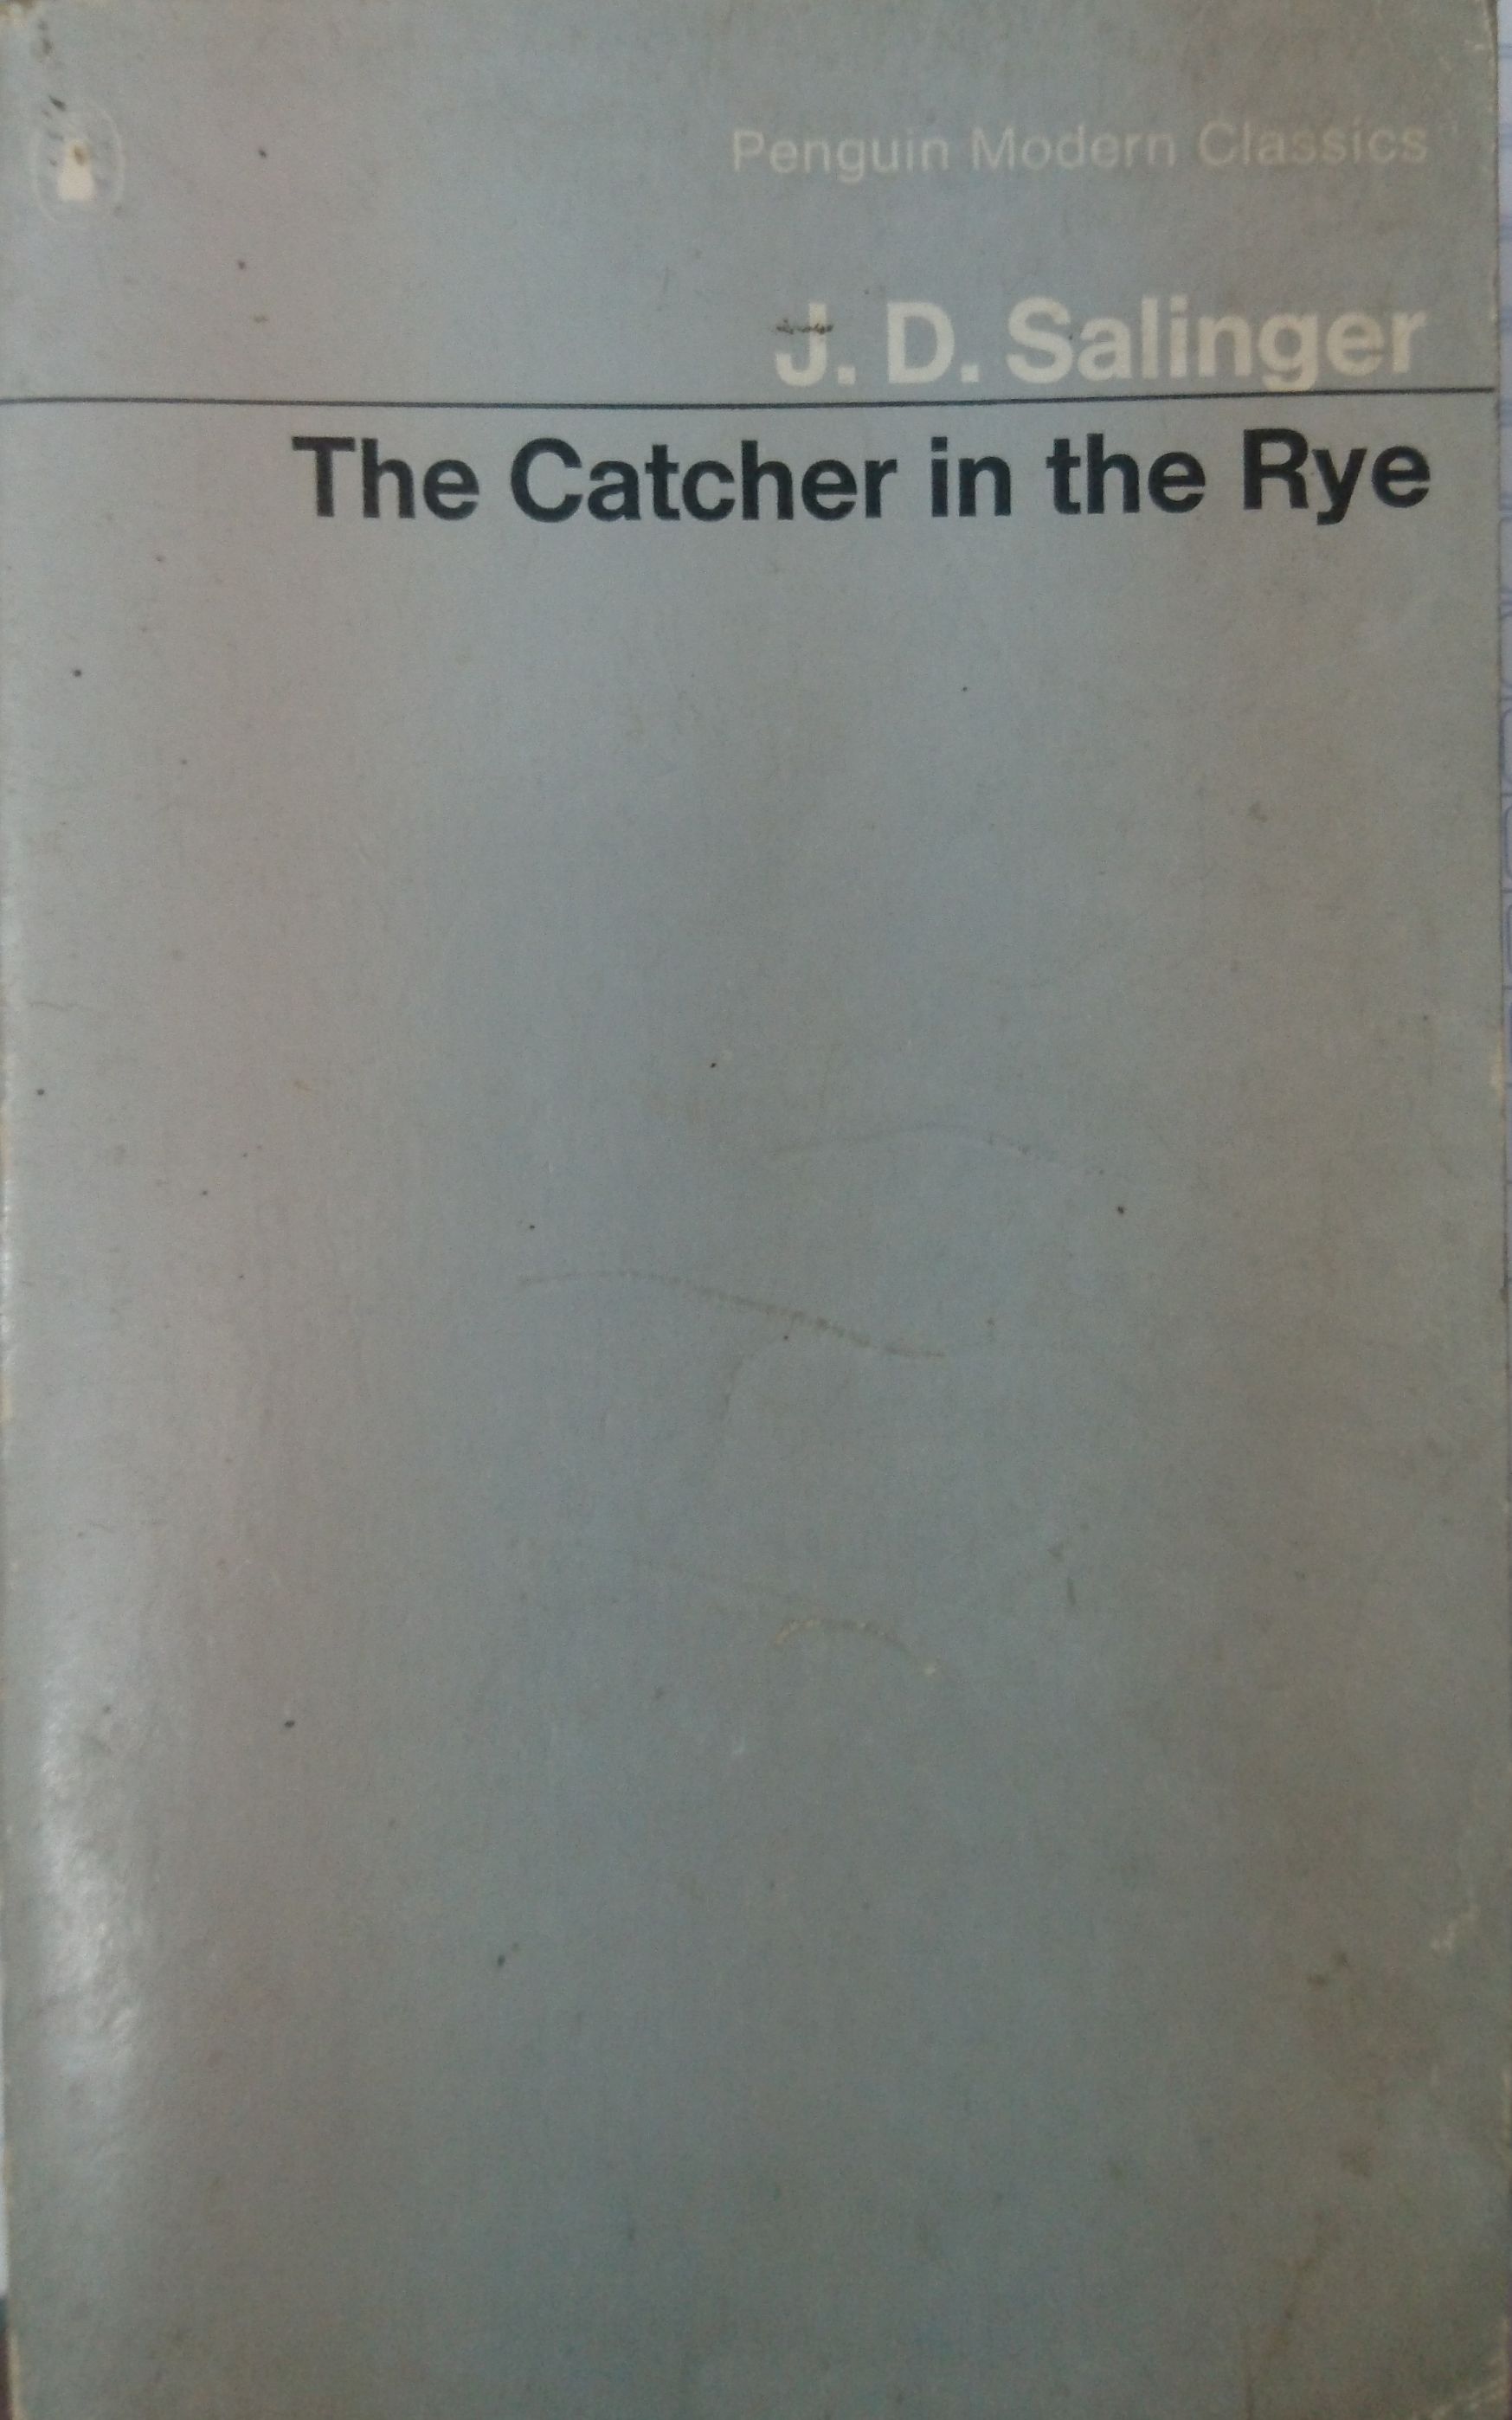 Penguin Modern Classics
J. D. Salinger
The Catcher in the Rye